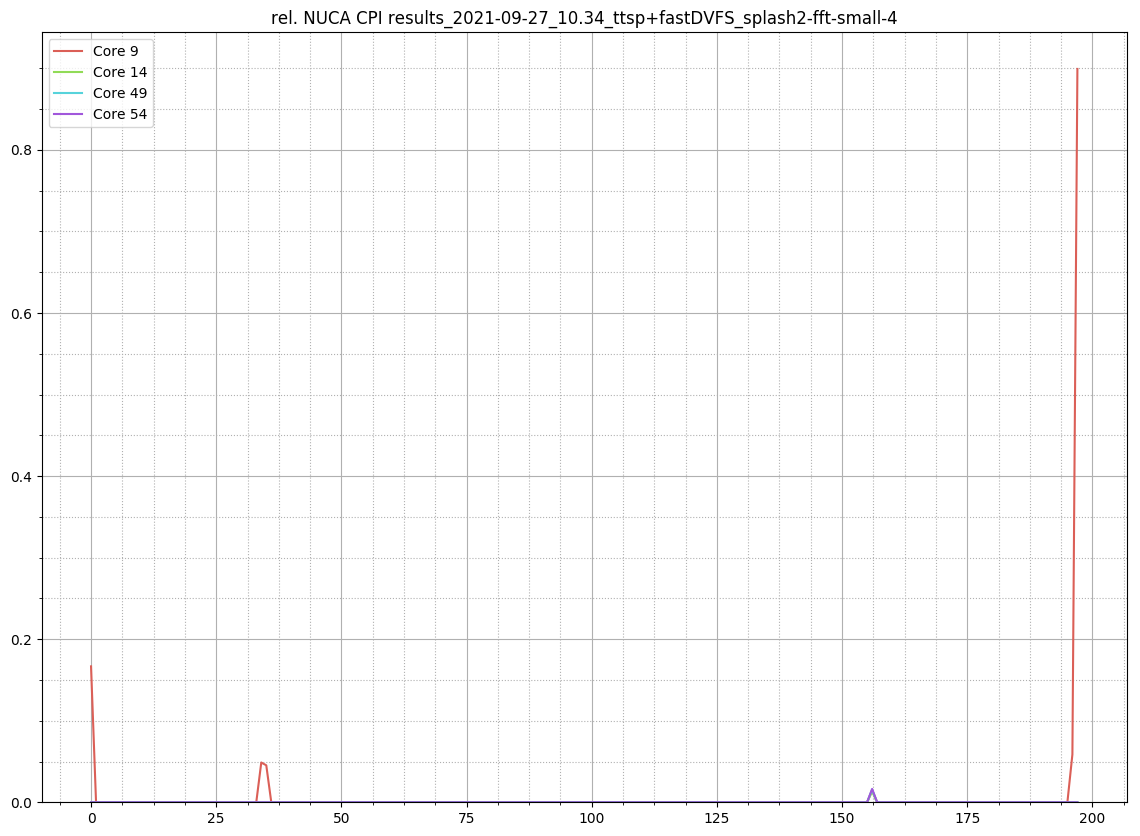 rel. NUCA CPI results_2021-09-27_10.34_ttsp+fastDVFS_splash2-fft-small-4
Core 9
Core 14
Core 49
Core 54
0.8
0.6
0.4
0.2
0.0
0 25 50 75 100 125 150 175 200